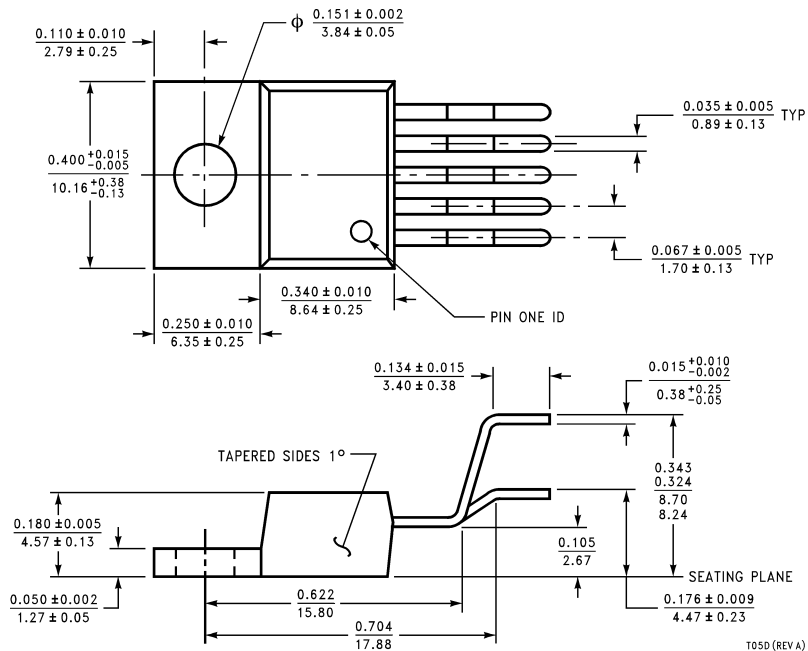 0.110 ± 0.010
2.79 ± 0.25
ϕ 0.151 ± 0.002
3.84 ± 0.05
0.035 ± 0.005
0.89 ± 0.13 TYP
0.400 +0.015 -0.005
10.16 +0.38 -0.13
0.067 ± 0.005
1.70 ± 0.13 TYP
0.340 ± 0.010
8.64 ± 0.25
PIN ONE ID
0.250 ± 0.010
6.35 ± 0.25
0.134 ± 0.015
3.40 ± 0.38
0.015 +0.010 -0.002
0.38 +0.25 -0.05
TAPERED SIDES 1°
0.343
0.324
8.70
8.24
0.180 ± 0.005
4.57 ± 0.13
0.105
2.67
SEATING PLANE
0.050 ± 0.002
1.27 ± 0.05
0.622
15.80
0.176 ± 0.009
4.47 ± 0.23
0.704
17.88
T05D (REV A)